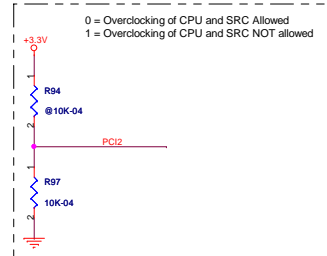 0 = Overclocking of CPU and SRC Allowed
1 = Overclocking of CPU and SRC NOT allowed
+3.3V
1
R94
@10K-04
2
PCI2
1
R97
10K-04
2